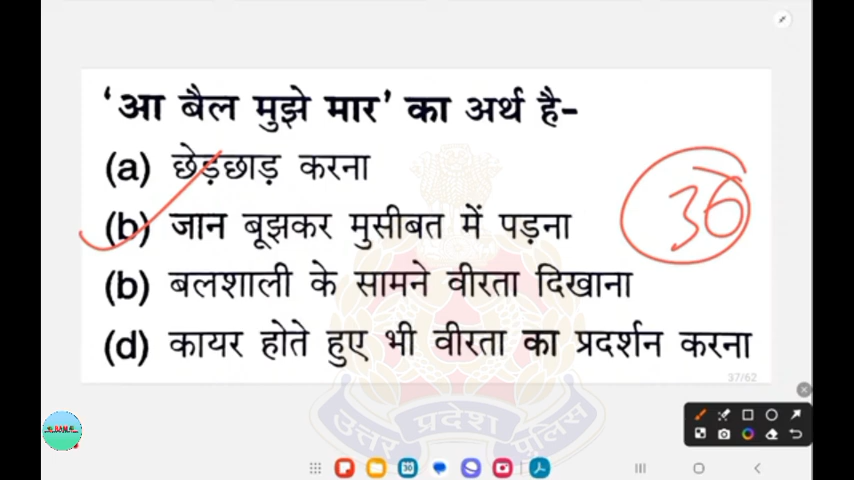 'आ बैल मुझे मार' का अर्थ है-
(a) छेड़छाड़ करना
(b) जान बूझकर मुसीबत में पड़ना
36
(b) बलशाली के सामने वीरता दिखाना
(d) कायर होते हुए भी वीरता का प्रदर्शन करना
37/62
उत्तर प्रदेश पुलिस
30